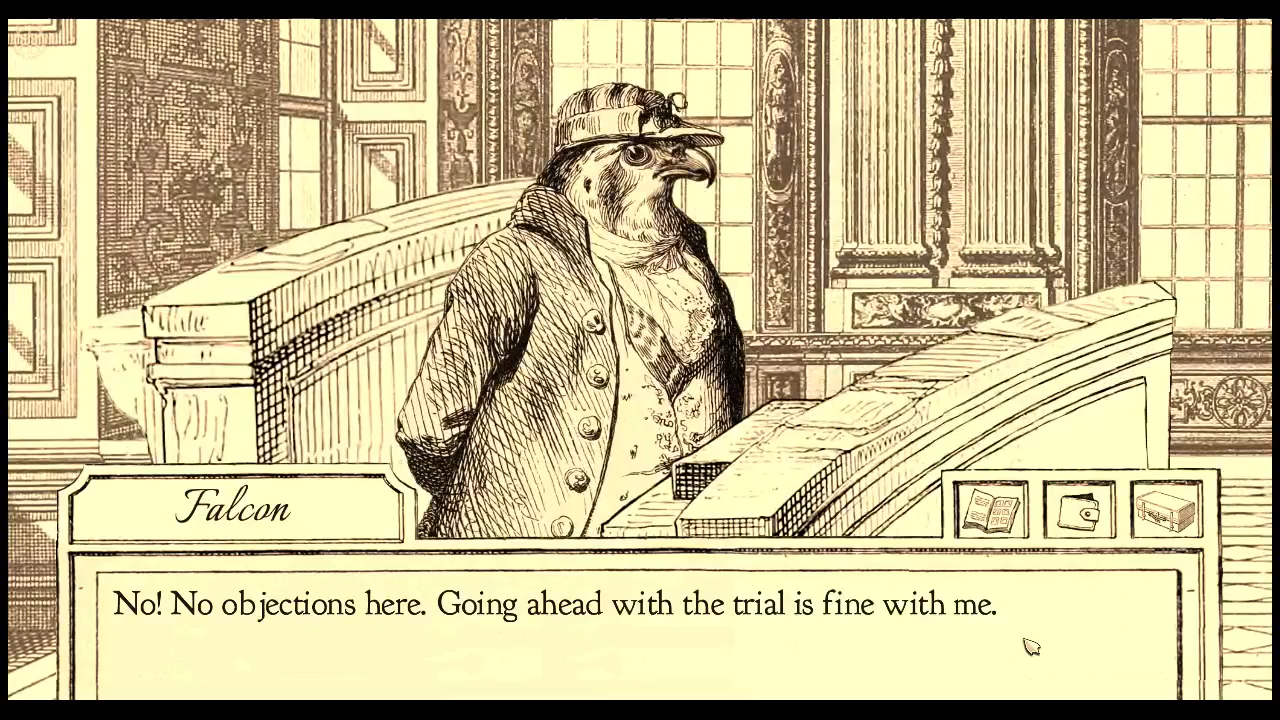 Falcon
No! No objections here. Going ahead with the trial is fine with me.